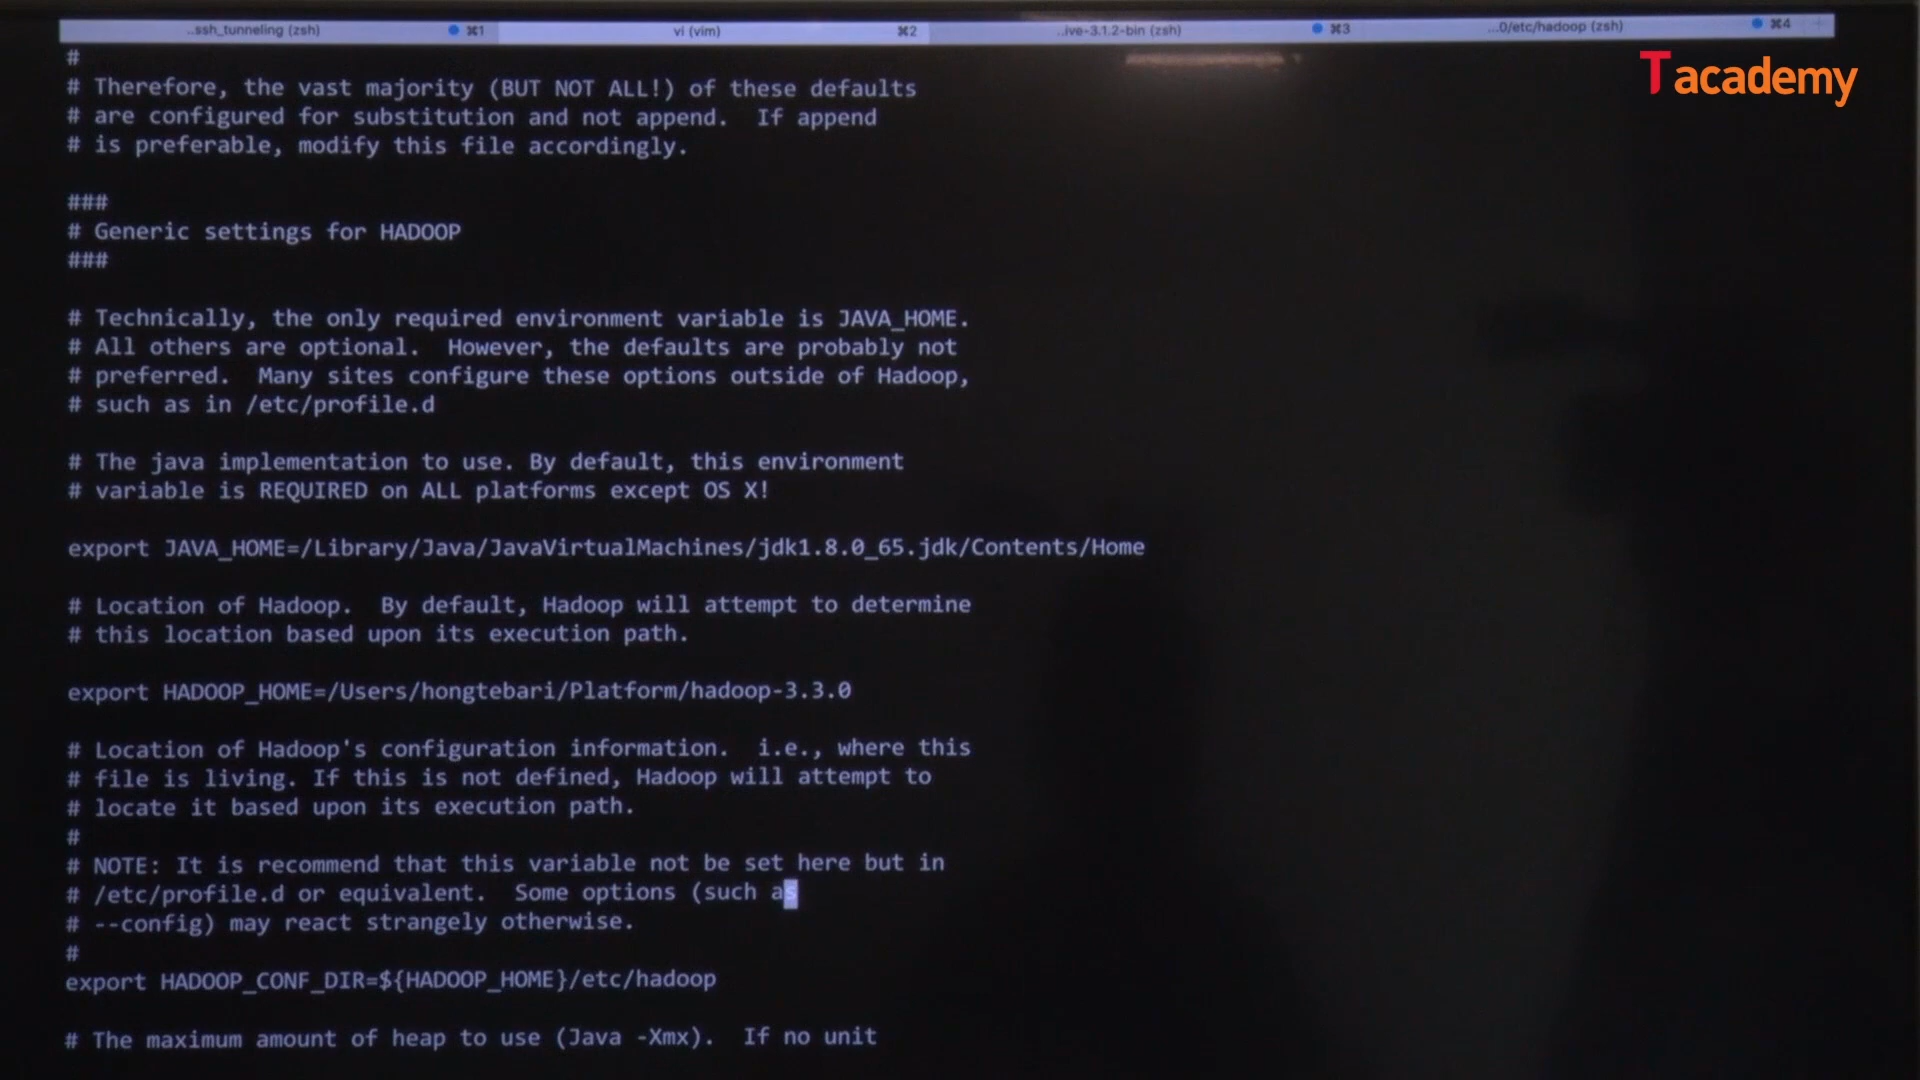 ..ssh_tunneling (zsh) ⌘1 vi (vim) ⌘2 ..ive-3.1.2-bin (zsh) ⌘3 ...0/etc/hadoop (zsh) ⌘4
Tacademy
#
# Therefore, the vast majority (BUT NOT ALL!) of these defaults
# are configured for substitution and not append.  If append
# is preferable, modify this file accordingly.
###
# Generic settings for HADOOP
###
# Technically, the only required environment variable is JAVA_HOME.
# All others are optional.  However, the defaults are probably not
# preferred.  Many sites configure these options outside of Hadoop,
# such as in /etc/profile.d
# The java implementation to use. By default, this environment
# variable is REQUIRED on ALL platforms except OS X!
export JAVA_HOME=/Library/Java/JavaVirtualMachines/jdk1.8.0_65.jdk/Contents/Home
# Location of Hadoop.  By default, Hadoop will attempt to determine
# this location based upon its execution path.
export HADOOP_HOME=/Users/hongtebari/Platform/hadoop-3.3.0
# Location of Hadoop's configuration information.  i.e., where this
# file is living. If this is not defined, Hadoop will attempt to
# locate it based upon its execution path.
#
# NOTE: It is recommend that this variable not be set here but in
# /etc/profile.d or equivalent.  Some options (such as
# --config) may react strangely otherwise.
#
export HADOOP_CONF_DIR=${HADOOP_HOME}/etc/hadoop
# The maximum amount of heap to use (Java -Xmx).  If no unit